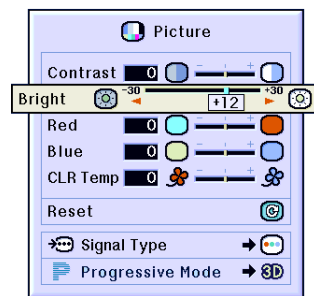 Picture
Contrast 0 - +
Bright -30 +12 +30
Red 0 - +
Blue 0 - +
CLR Temp 0 - +
Reset
Signal Type
Progressive Mode 3D